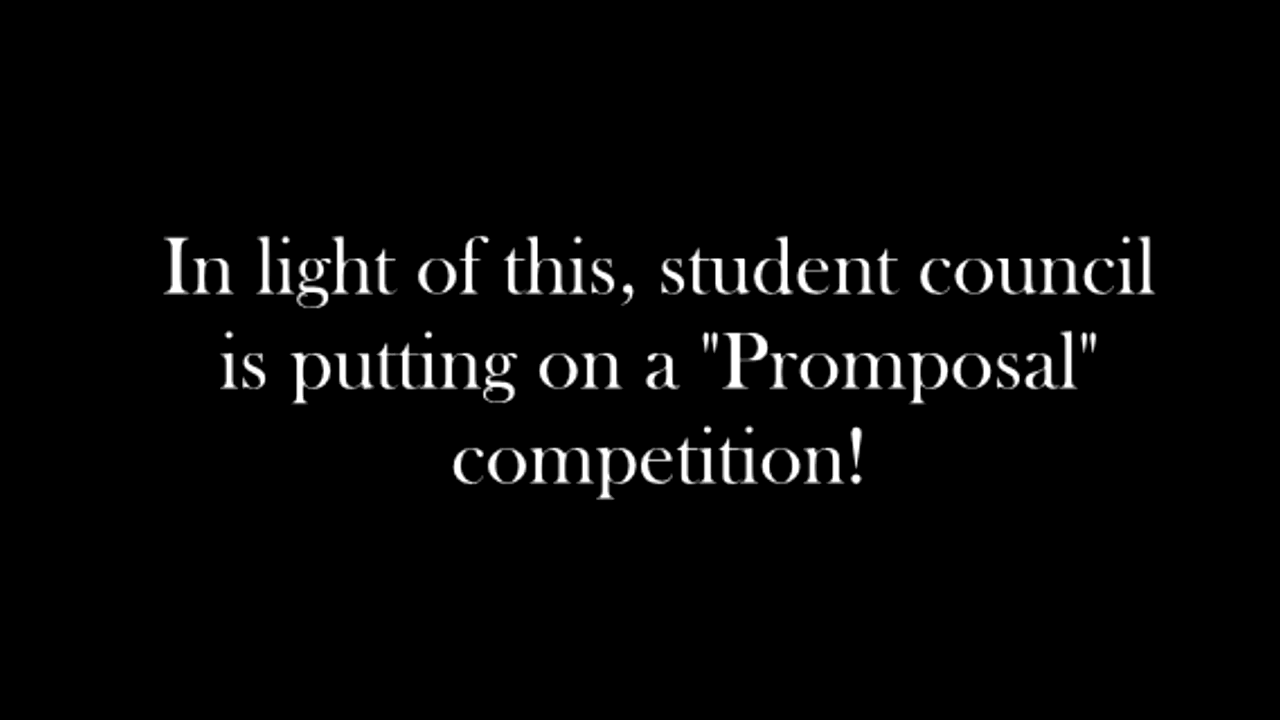 In light of this, student council
is putting on a "Promposal"
competition!